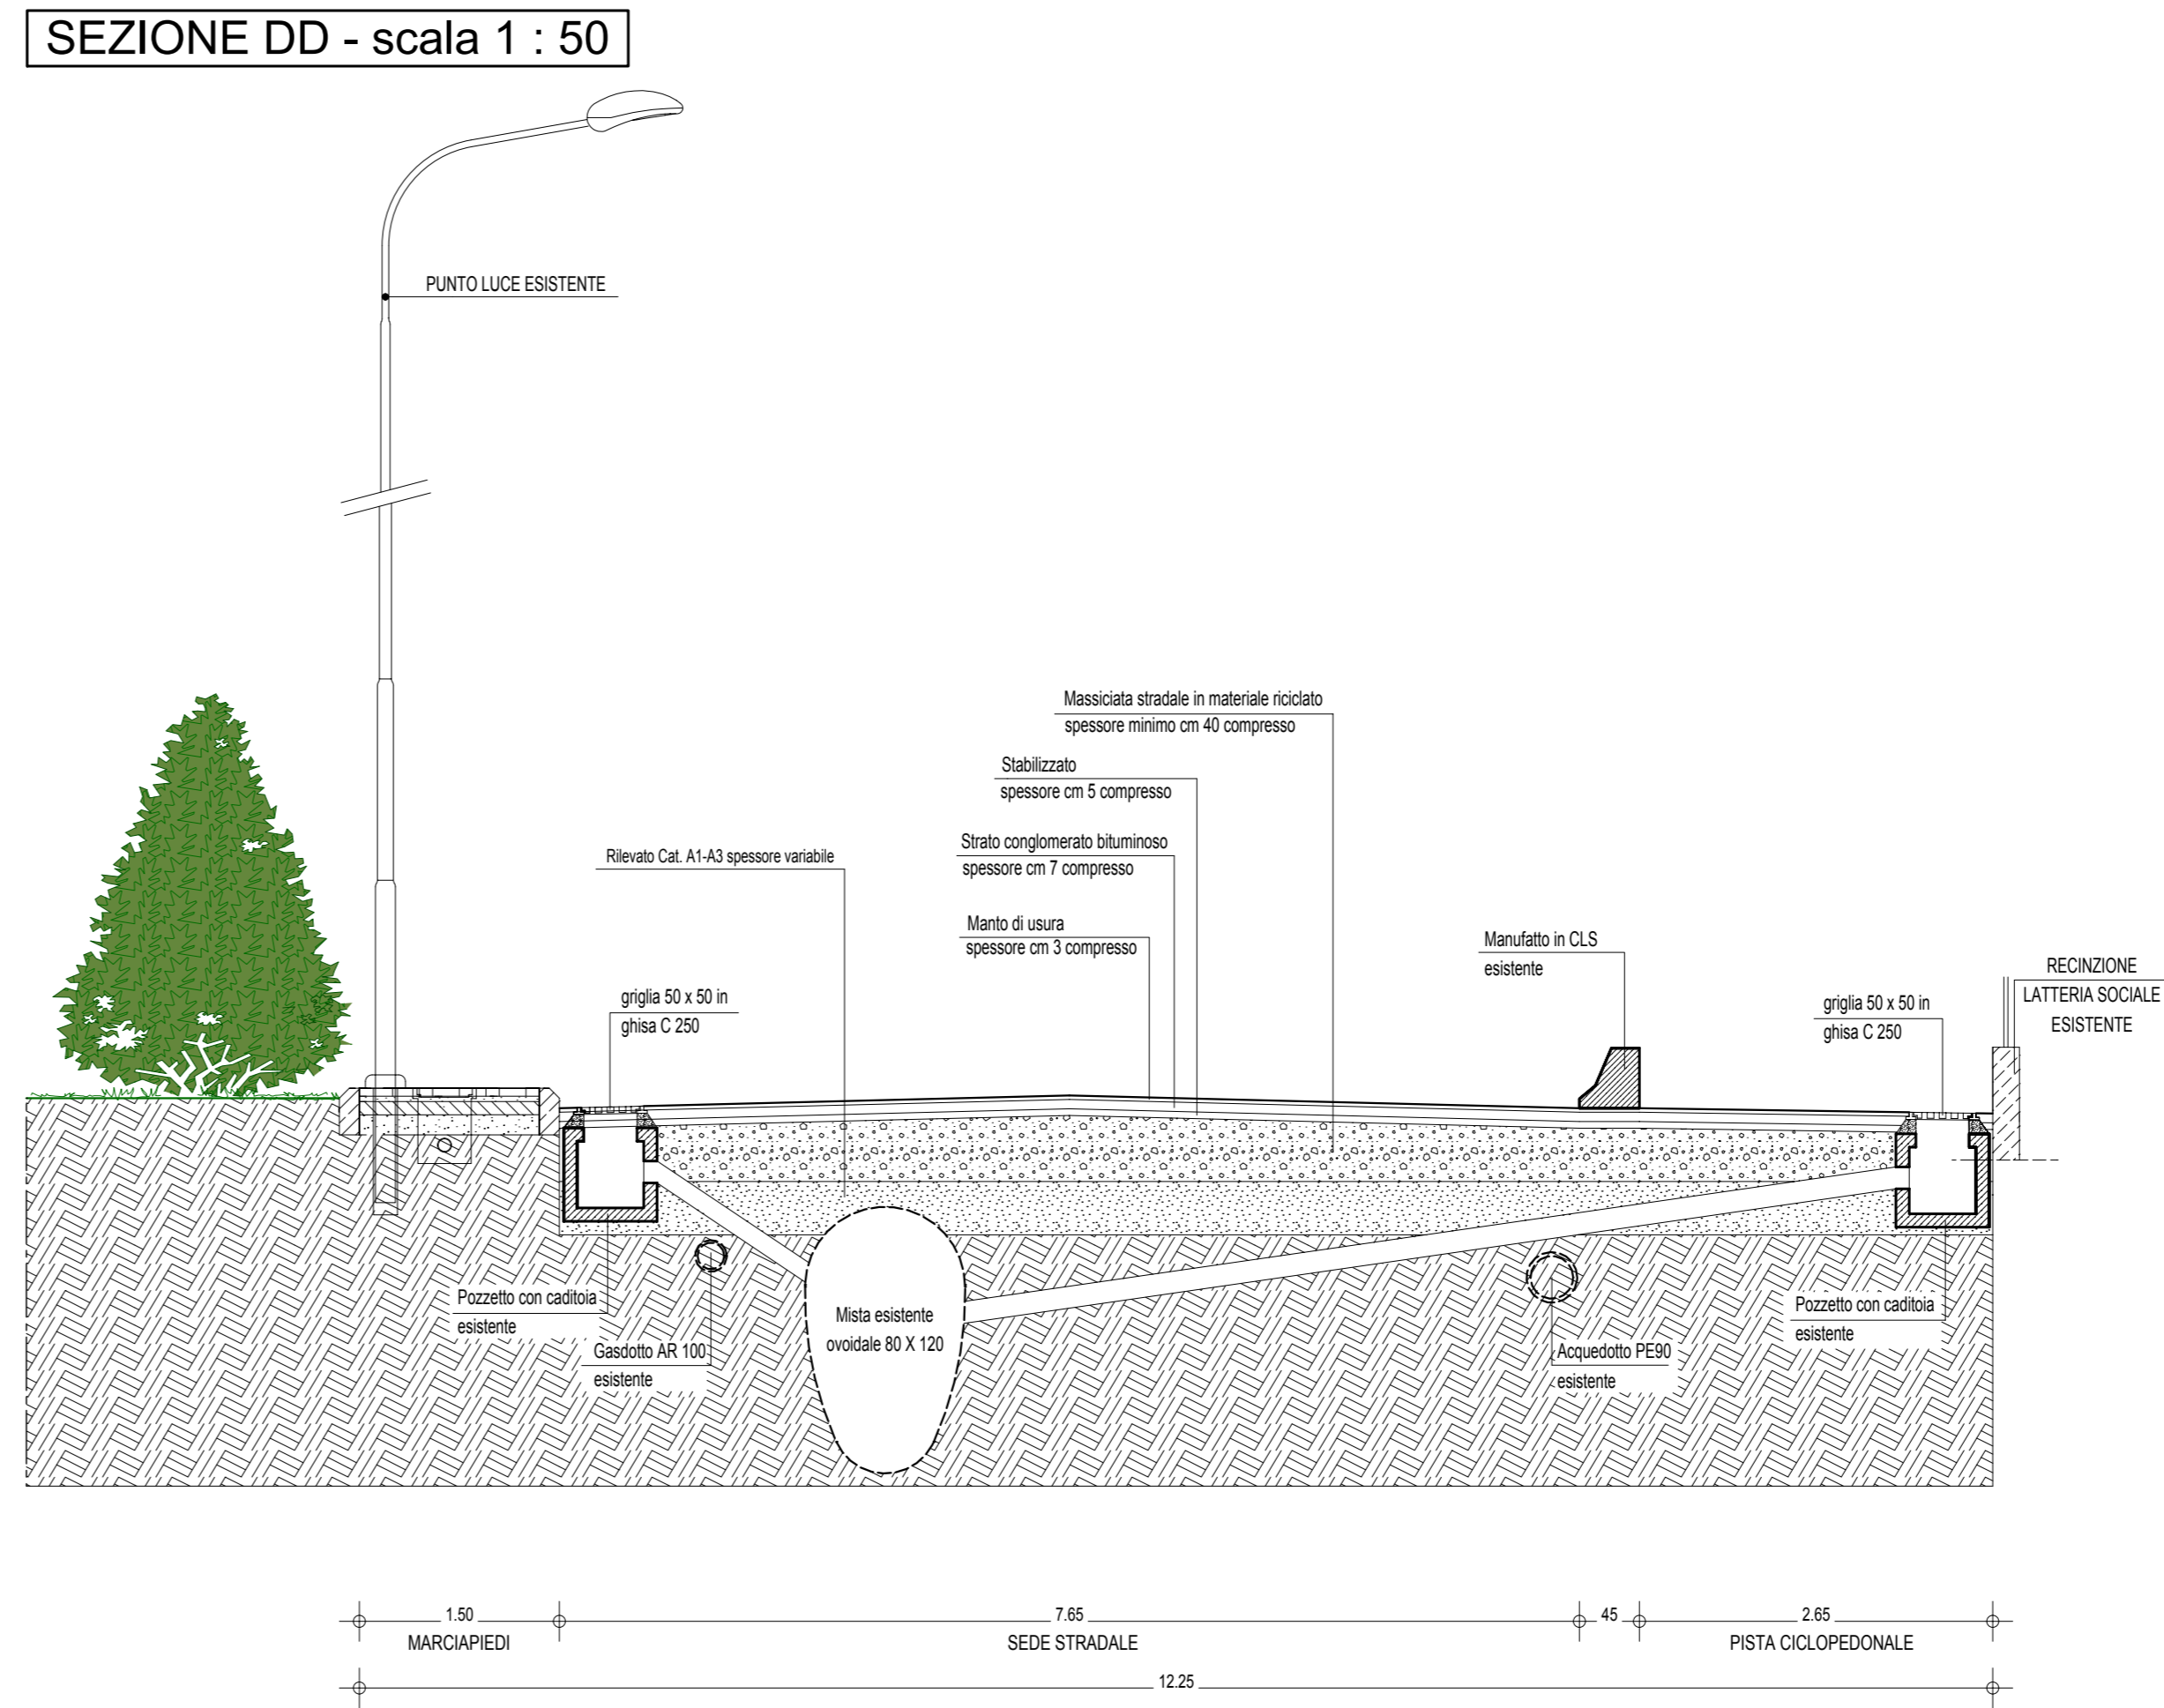 SEZIONE DD - scala 1 : 50
PUNTO LUCE ESISTENTE
Massiciata stradale in materiale riciclato
spessore minimo cm 40 compresso
Stabilizzato
spessore cm 5 compresso
Strato conglomerato bituminoso
spessore cm 7 compresso
Rilevato Cat. A1-A3 spessore variabile
Manto di usura
spessore cm 3 compresso
Manufatto in CLS
esistente
RECINZIONE
LATTERIA SOCIALE
ESISTENTE
griglia 50 x 50 in
ghisa C 250
griglia 50 x 50 in
ghisa C 250
Pozzetto con caditoia
esistente
Gasdotto AR 100
esistente
Mista esistente
ovoidale 80 X 120
Acquedotto PE90
esistente
Pozzetto con caditoia
esistente
1.50
MARCIAPIEDI
7.65
SEDE STRADALE
45
2.65
PISTA CICLOPEDONALE
12.25